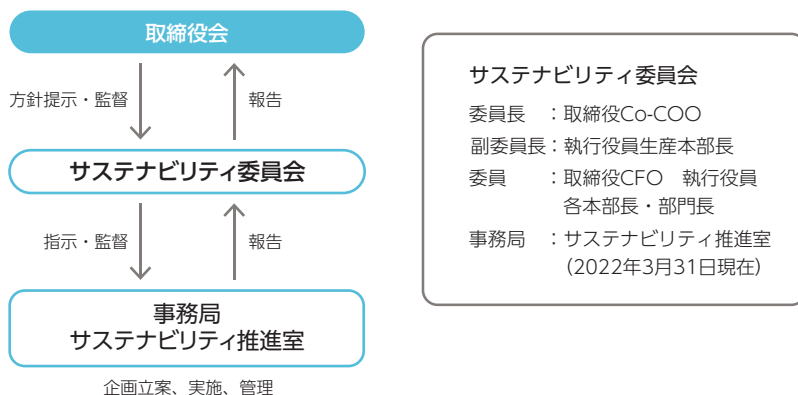 取締役会
方針提示・監督
報告
サステナビリティ委員会
指示・監督
報告
事務局
サステナビリティ推進室
企画立案、実施、管理
サステナビリティ委員会
委員長　：取締役Co-COO
副委員長：執行役員生産本部長
委員　　：取締役CFO　執行役員
各本部長・部門長
事務局　：サステナビリティ推進室
（2022年3月31日現在）